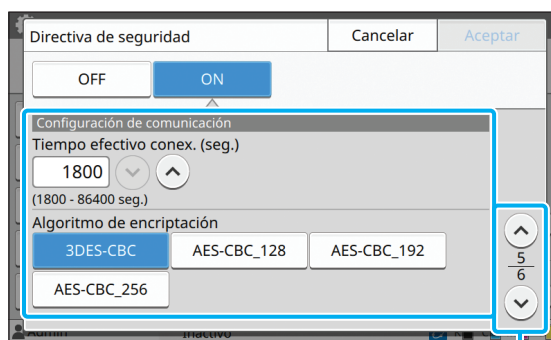 Directiva de seguridad
Cancelar
Aceptar
OFF
ON
Configuración de comunicación
Tiempo efectivo conex. (seg.)
1800
(1800 - 86400 seg.)
Algoritmo de encriptación
3DES-CBC
AES-CBC_128
AES-CBC_192
AES-CBC_256
5
6
Admin
Inactivo